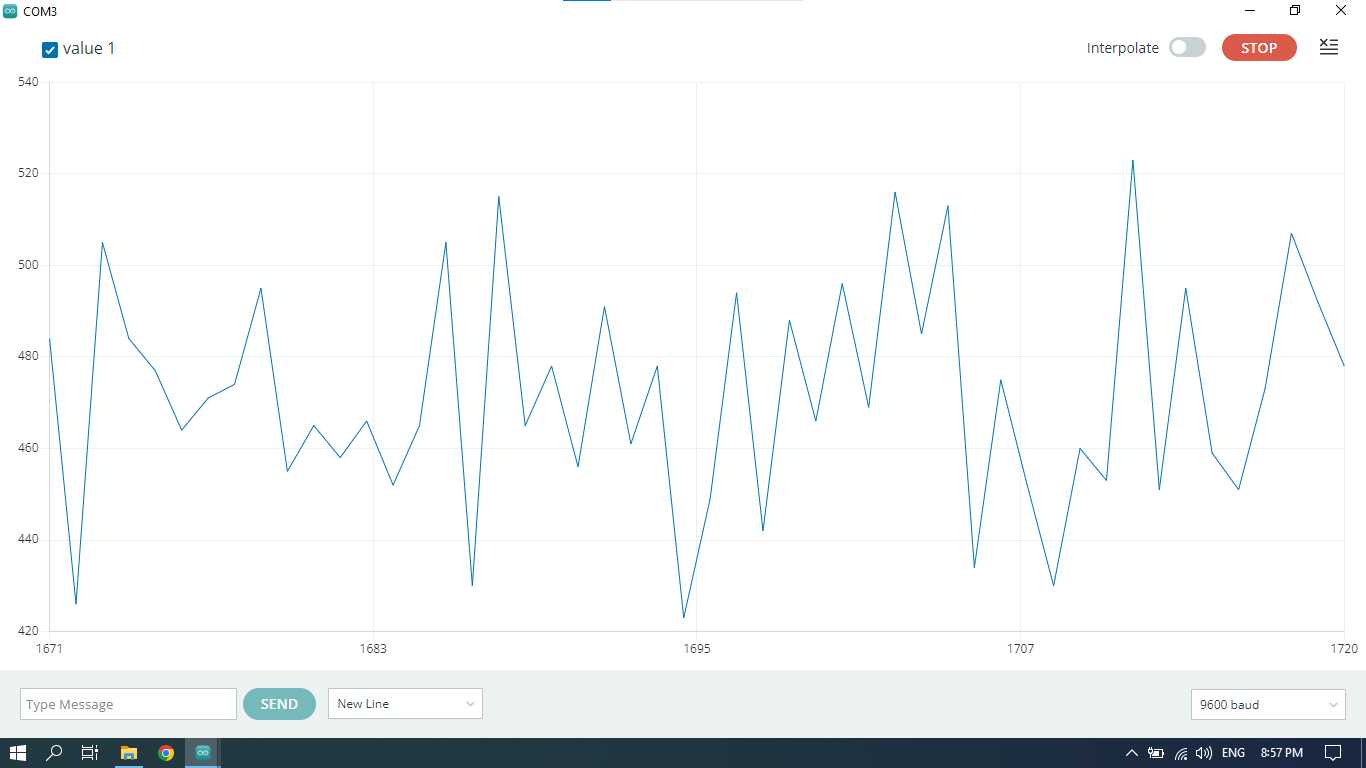 COM3
value 1
Interpolate
STOP
540
520
500
480
460
440
420
1671 1683 1695 1707 1720
Type Message
SEND
New Line
9600 baud
ENG
8:57 PM